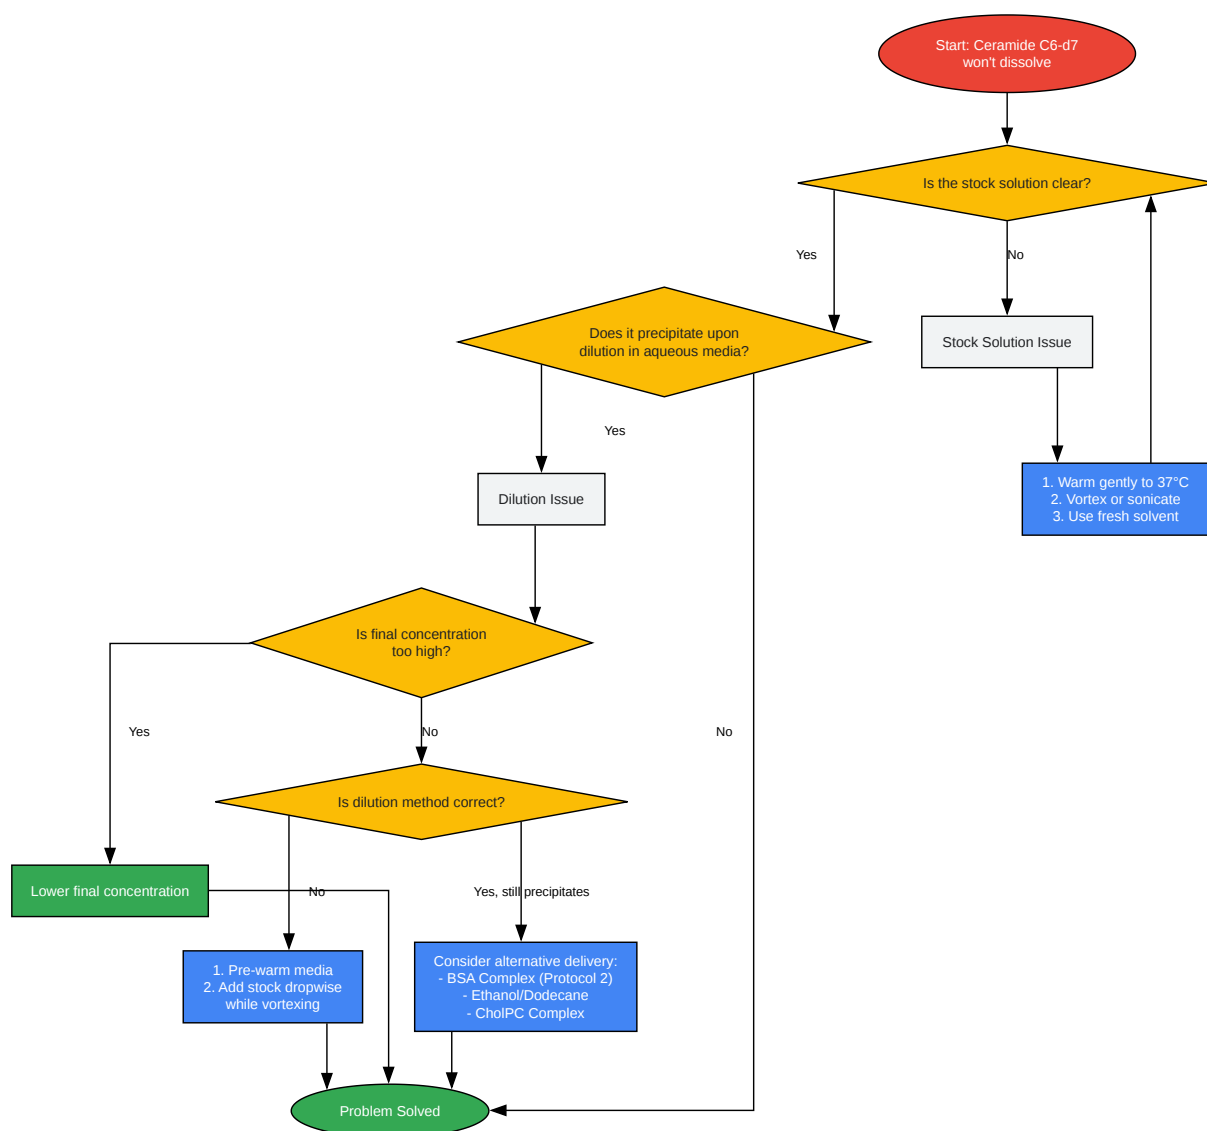 Start: Ceramide C6-d7
won't dissolve
Is the stock solution clear?
Yes
No
Does it precipitate upon
dilution in aqueous media?
Stock Solution Issue
Yes
Dilution Issue
1. Warm gently to 37°C
2. Vortex or sonicate
3. Use fresh solvent
Is final concentration
too high?
Yes
No
No
Is dilution method correct?
Lower final concentration
No
Yes, still precipitates
1. Pre-warm media
2. Add stock dropwise
while vortexing
Consider alternative delivery:
- BSA Complex (Protocol 2)
- Ethanol/Dodecane
- CholPC Complex
Problem Solved